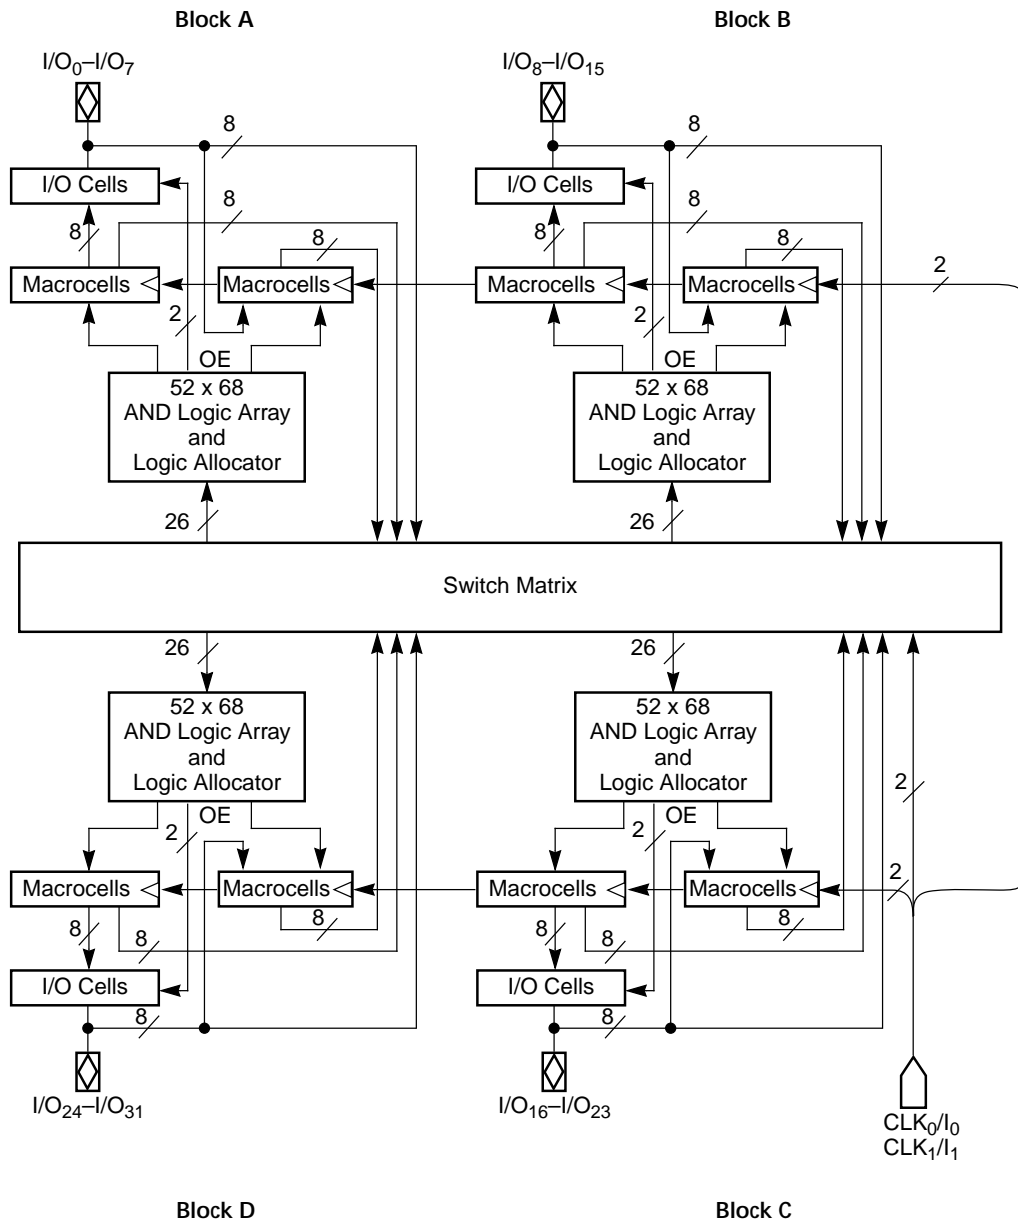 Block A
Block B
I/O0–I/O7
I/O8–I/O15
8
8
I/O Cells
I/O Cells
8
8
8
8
8
8
Macrocells
Macrocells
Macrocells
Macrocells
2
2
2
OE
OE
52 x 68
AND Logic Array
and
Logic Allocator
52 x 68
AND Logic Array
and
Logic Allocator
26
26
Switch Matrix
26
26
52 x 68
AND Logic Array
and
Logic Allocator
52 x 68
AND Logic Array
and
Logic Allocator
2
OE
OE
2
2
Macrocells
Macrocells
Macrocells
Macrocells
2
8
8
8
8
8
8
I/O Cells
I/O Cells
8
8
I/O24–I/O31
I/O16–I/O23
CLK0/I0
CLK1/I1
Block D
Block C